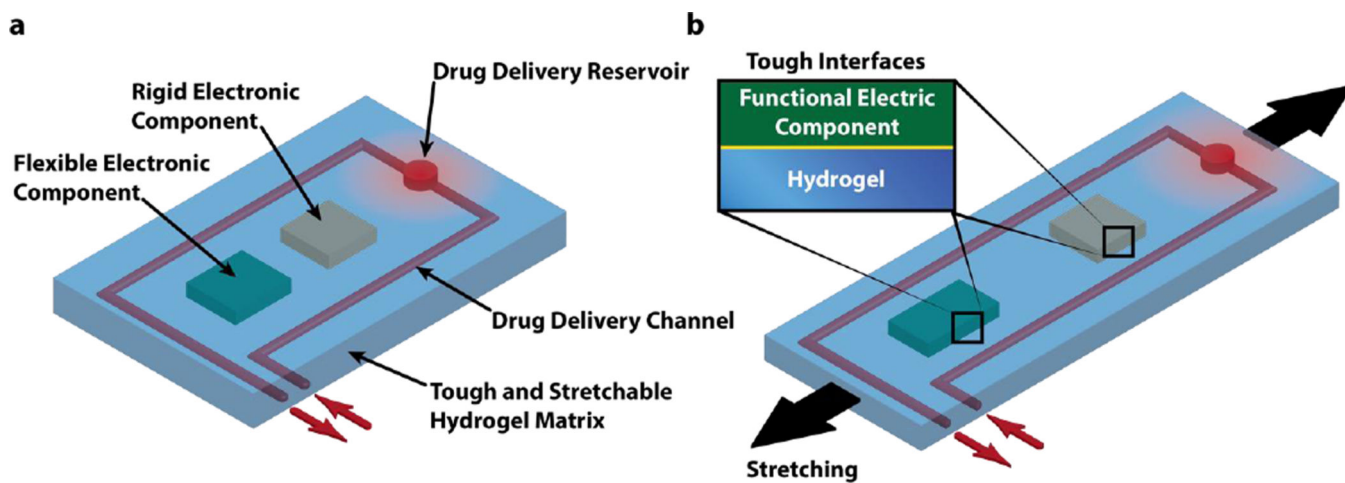 a
Drug Delivery Reservoir
Rigid Electronic
Component
Flexible Electronic
Component
Drug Delivery Channel
Tough and Stretchable
Hydrogel Matrix
b
Tough Interfaces
Functional Electric
Component
Hydrogel
Stretching